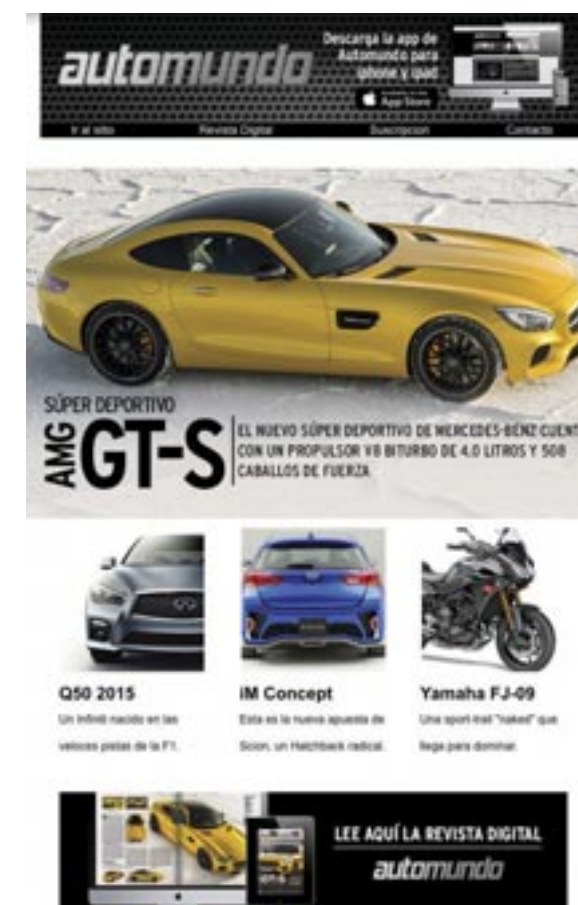 automundo
Descarga la app de
Automundo para
iphone y ipad
App Store
Ir al sitio
Revista Digital
Suscripcion
Contacto
SÚPER DEPORTIVO
AMG
GT-S
EL NUEVO SÚPER DEPORTIVO DE MERCEDES-BENZ CUENT
CON UN PROPULSOR V8 BITURBO DE 4.0 LITROS Y 508
CABALLOS DE FUERZA
Q50 2015
Un Infiniti nacido en las
veloces pistas de la F1.
iM Concept
Esta es la nueva apuesta de
Scion, un Hatchback radical.
Yamaha FJ-09
Una sport-trail "naked" que
llega para dominar.
LEE AQUÍ LA REVISTA DIGITAL
automundo
GT-S